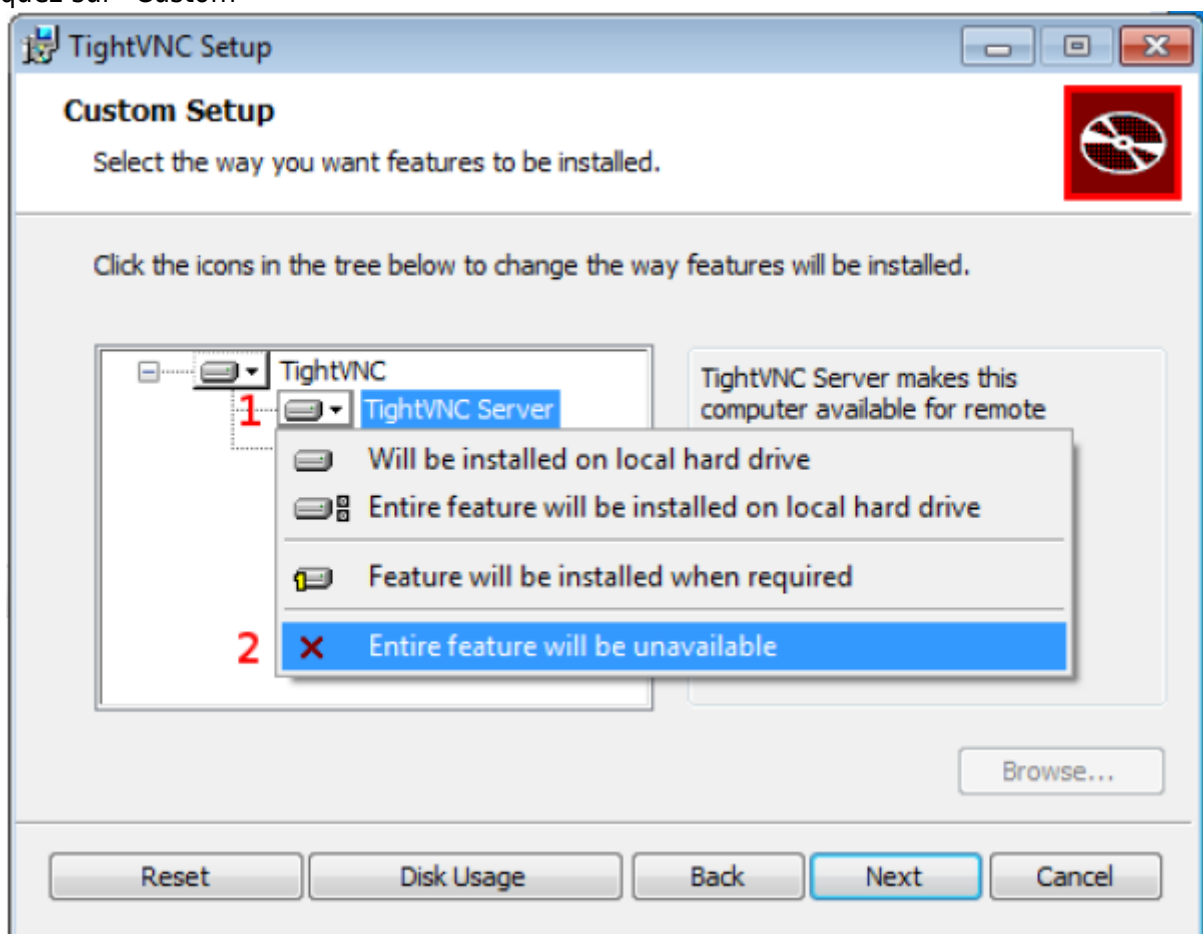 TightVNC Setup
Custom Setup
Select the way you want features to be installed.
Click the icons in the tree below to change the way features will be installed.
TightVNC
1 TightVNC Server
TightVNC Server makes this
computer available for remote
Will be installed on local hard drive
Entire feature will be installed on local hard drive
Feature will be installed when required
2 Entire feature will be unavailable
Browse...
Reset Disk Usage Back Next Cancel